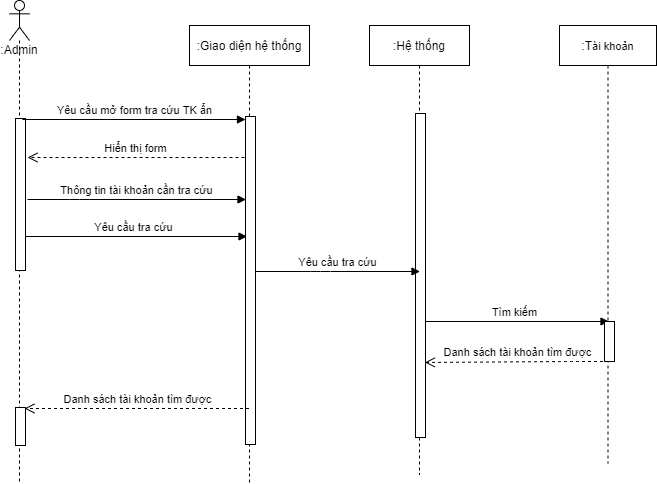 :Admin
:Giao diện hệ thống
:Hệ thống
:Tài khoản
Yêu cầu mở form tra cứu TK ẩn
Hiển thị form
Thông tin tài khoản cần tra cứu
Yêu cầu tra cứu
Yêu cầu tra cứu
Tìm kiếm
Danh sách tài khoản tìm được
Danh sách tài khoản tìm được